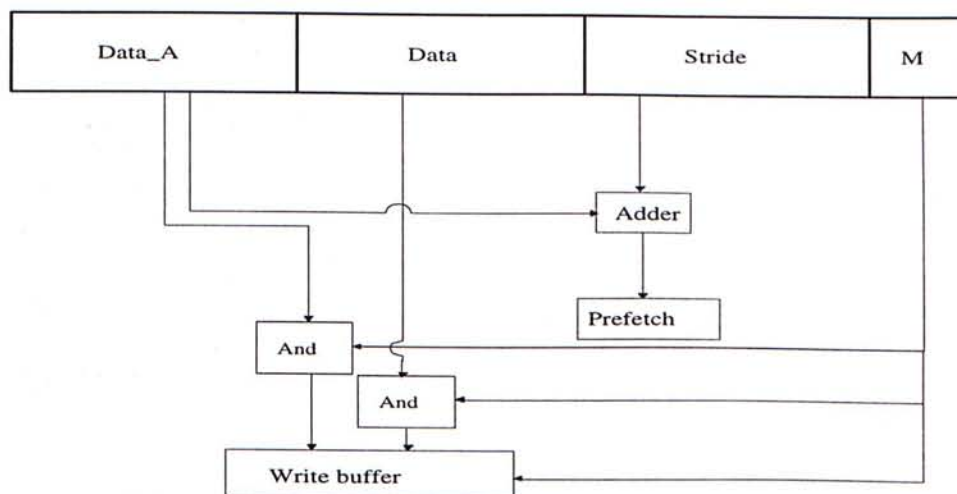 Data_A Data Stride M
Adder
Prefetch
And
And
Write buffer